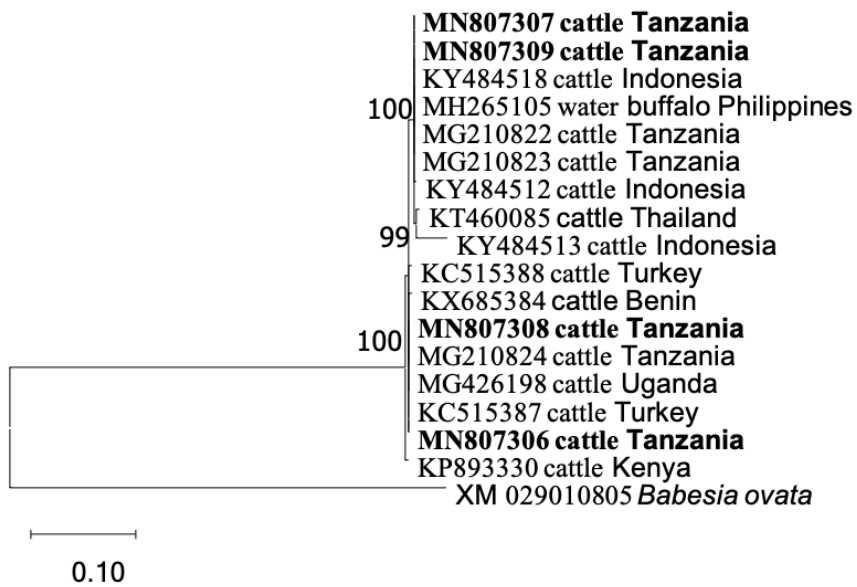 MN807307 cattle Tanzania
MN807309 cattle Tanzania
KY484518 cattle Indonesia
100 MH265105 water buffalo Philippines
MG210822 cattle Tanzania
MG210823 cattle Tanzania
KY484512 cattle Indonesia
KT460085 cattle Thailand
99 KY484513 cattle Indonesia
KC515388 cattle Turkey
KX685384 cattle Benin
MN807308 cattle Tanzania
100 MG210824 cattle Tanzania
MG426198 cattle Uganda
KC515387 cattle Turkey
MN807306 cattle Tanzania
KP893330 cattle Kenya
XM 029010805 Babesia ovata
0.10